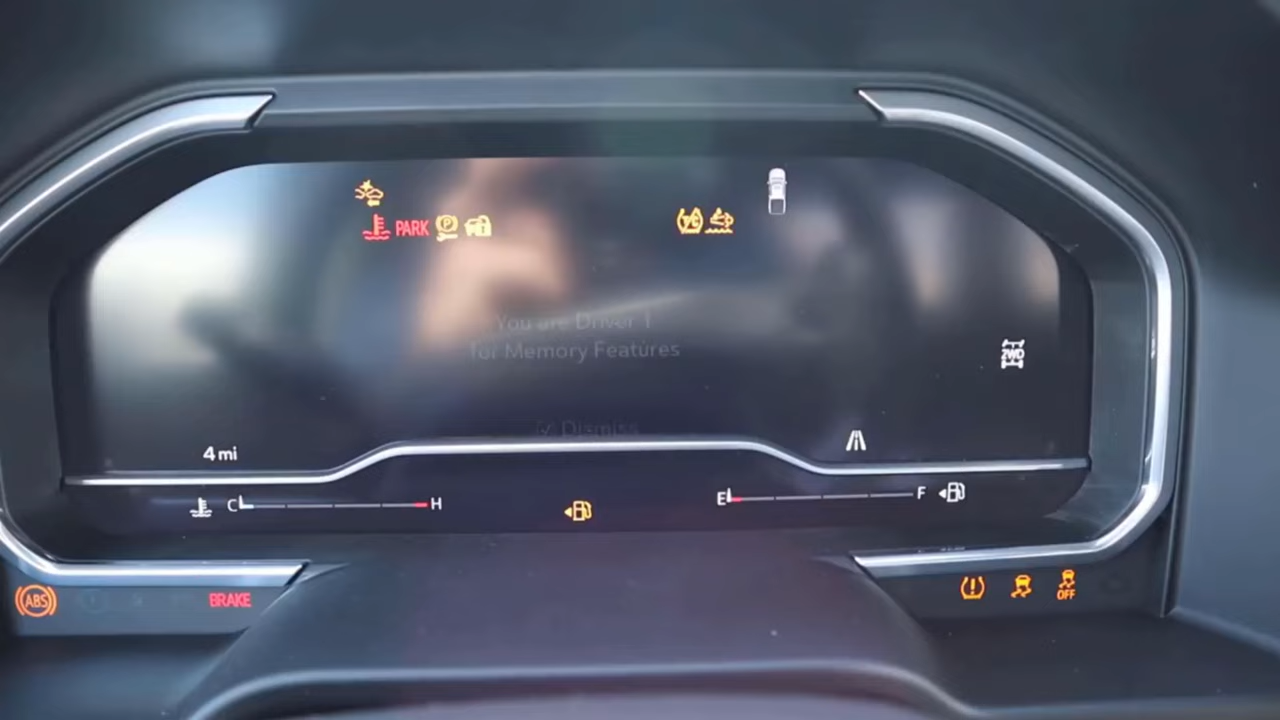 PARK
P
You are Driver 1
for Memory Features
2WD
Dismiss
4 mi
C H
E F
ABS
BRAKE
OFF